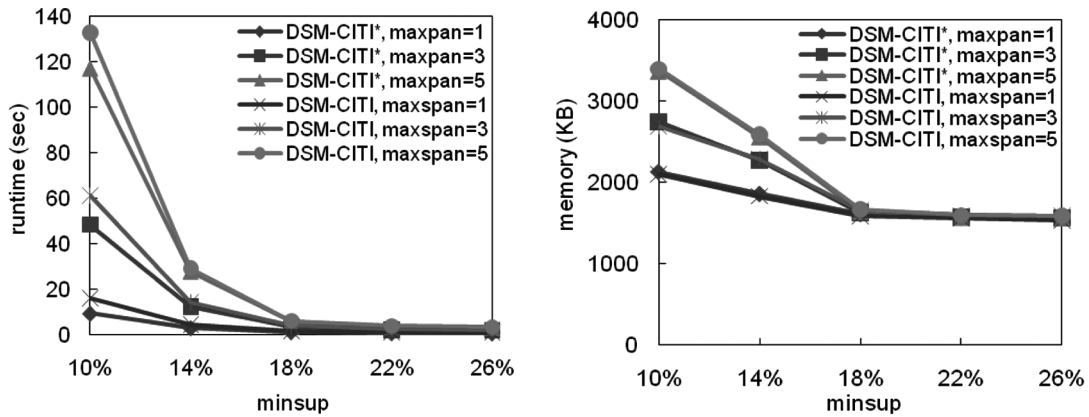 140
120
100
80
60
40
20
0
runtime (sec)
DSM-CITI*, maxpan=1
DSM-CITI*, maxpan=3
DSM-CITI*, maxpan=5
DSM-CITI, maxspan=1
DSM-CITI, maxspan=3
DSM-CITI, maxspan=5
10% 14% 18% 22% 26%
minsup
4000
3000
2000
1000
0
memory (KB)
DSM-CITI*, maxpan=1
DSM-CITI*, maxpan=3
DSM-CITI*, maxpan=5
DSM-CITI, maxspan=1
DSM-CITI, maxspan=3
DSM-CITI, maxspan=5
10% 14% 18% 22% 26%
minsup